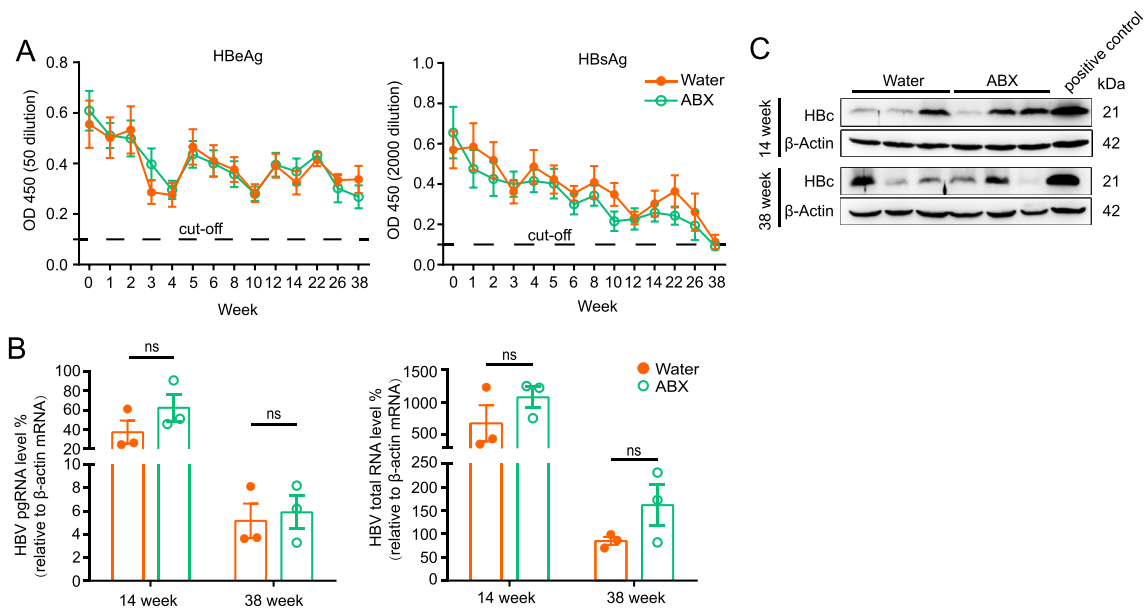 A
HBeAg
OD 450 (50 dilution)
0.8
0.6
0.4
0.2
0.0
cut-off
0 1 2 3 4 5 6 8 10 12 14 22 26 38
Week
HBsAg
OD 450 (2000 dilution)
1.0
0.8
0.6
0.4
0.2
0.0
Water
ABX
cut-off
0 1 2 3 4 5 6 8 10 12 14 22 26 38
Week
C
Water
ABX
positive control
kDa
14 week
HBc
21
β-Actin
42
38 week
HBc
21
β-Actin
42
B
HBV pgRNA level %
(relative to β-actin mRNA)
100
80
60
40
20
8
6
4
2
0
ns
ns
14 week
38 week
HBV total RNA level %
(relative to β-actin mRNA)
1500
1000
500
250
200
150
100
50
0
ns
ns
Water
ABX
14 week
38 week